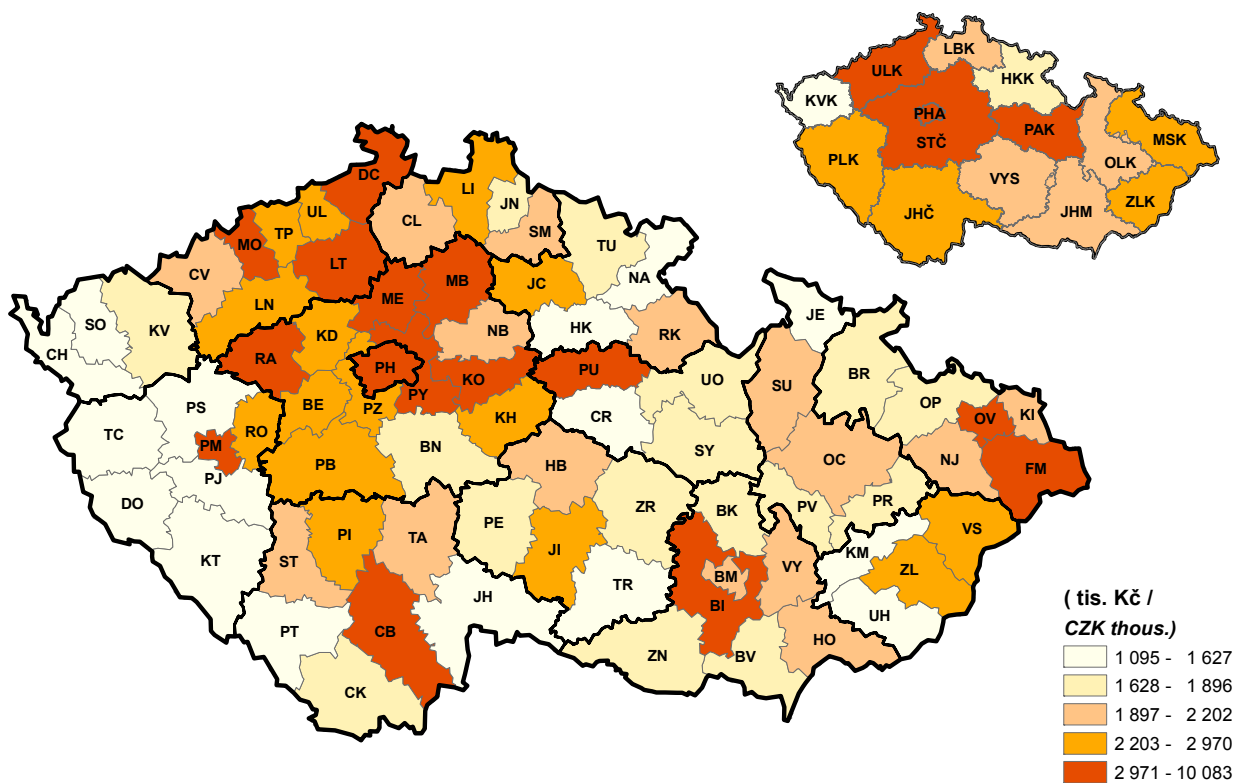 LBK
ULK
HKK
KVK
PHA
PAK
STČ
MSK
PLK
OLK
VYS
ZLK
JHČ
JHM
DC
LI
JN
UL
CL
TP
SM
MO
TU
LT
CV
MB
NA
JC
ME
LN
SO
KV
KD
NB
HK
RK
JE
CH
RA
PH
KO
PU
UO
SU
BR
PY
PS
BE
PZ
KH
CR
OP
TC
RO
OV
KI
PM
BN
SY
OC
NJ
PB
HB
FM
PJ
DO
ZR
BK
PV
PR
PE
VS
PI
TA
JI
KM
KT
ST
BM
VY
ZL
TR
JH
BI
UH
PT
CB
HO
ZN
BV
CK
( tis. Kč /
CZK thous.)
1 095 - 1 627
1 628 - 1 896
1 897 - 2 202
2 203 - 2 970
2 971 - 10 083